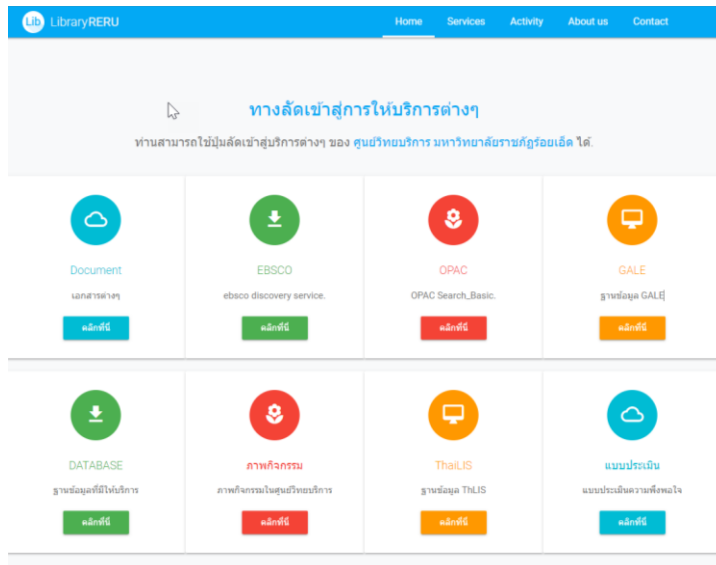 Lib LibraryRERU Home Services Activity About us Contact
ทางลัดเข้าสู่การให้บริการต่างๆ
ท่านสามารถใช้ปุ่มลัดเข้าสู่บริการต่างๆ ของ ศูนย์วิทยบริการ มหาวิทยาลัยราชภัฏร้อยเอ็ด ได้.
Document EBSCO OPAC GALE
เอกสารต่างๆ ebsco discovery service. OPAC Search_Basic. ฐานข้อมูล GALE
คลิกที่นี่ คลิกที่นี่ คลิกที่นี่ คลิกที่นี่
DATABASE ภาพกิจกรรม ThaiLIS แบบประเมิน
ฐานข้อมูลที่มีให้บริการ ภาพกิจกรรมในศูนย์วิทยบริการ ฐานข้อมูล ThLIS แบบประเมินความพึงพอใจ
คลิกที่นี่ คลิกที่นี่ คลิกที่นี่ คลิกที่นี่